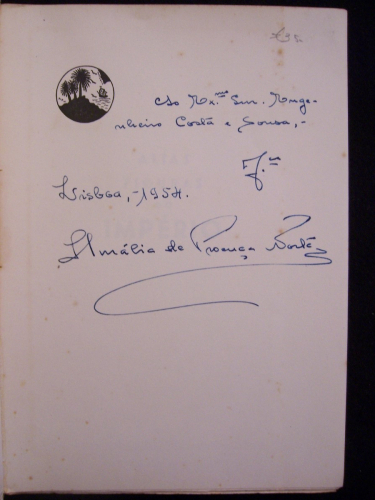 Ao Ex.mo Snr. Enge-
nheiro Costa e Sousa,-
Lisboa,-1954.
Amália de Proença Norte